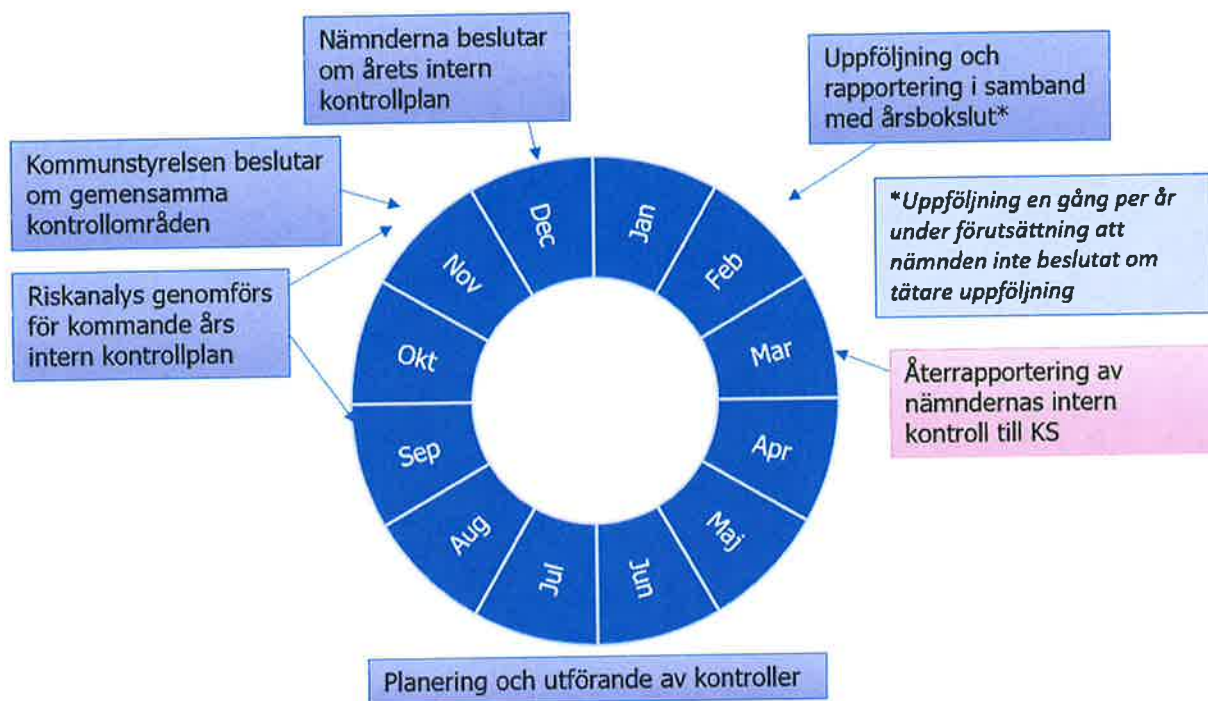 Nämnderna beslutar
om årets intern
kontrollplan
Uppföljning och
rapportering i samband
med årsbokslut*
Kommunstyrelsen beslutar
om gemensamma
kontrollområden
*Uppföljning en gång per år
under förutsättning att
nämnden inte beslutat om
tätare uppföljning
Riskanalys genomförs
för kommande års
intern kontrollplan
Återrapportering av
nämndernas intern
kontroll till KS
Jan
Feb
Mar
Apr
Maj
Jun
Jul
Aug
Sep
Okt
Nov
Dec
Planering och utförande av kontroller